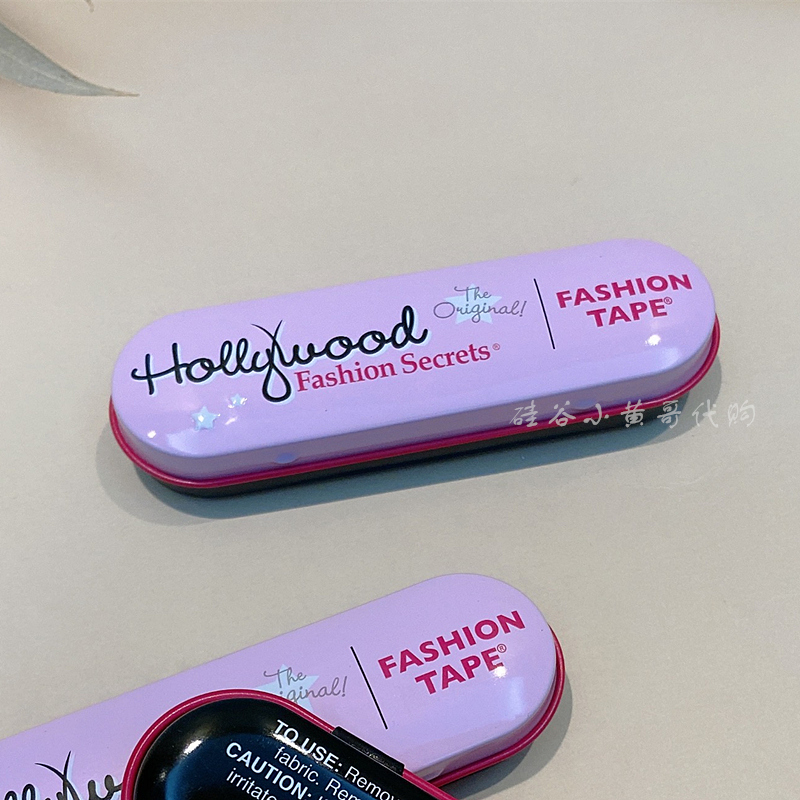 Hollywood
Fashion Secrets®
The
Original!
FASHION
TAPE®
硅谷小黄哥代购
The
Original!
FASHION
TAPE®
TO USE: Remov
fabric. Rem
CAUTION:
irritate